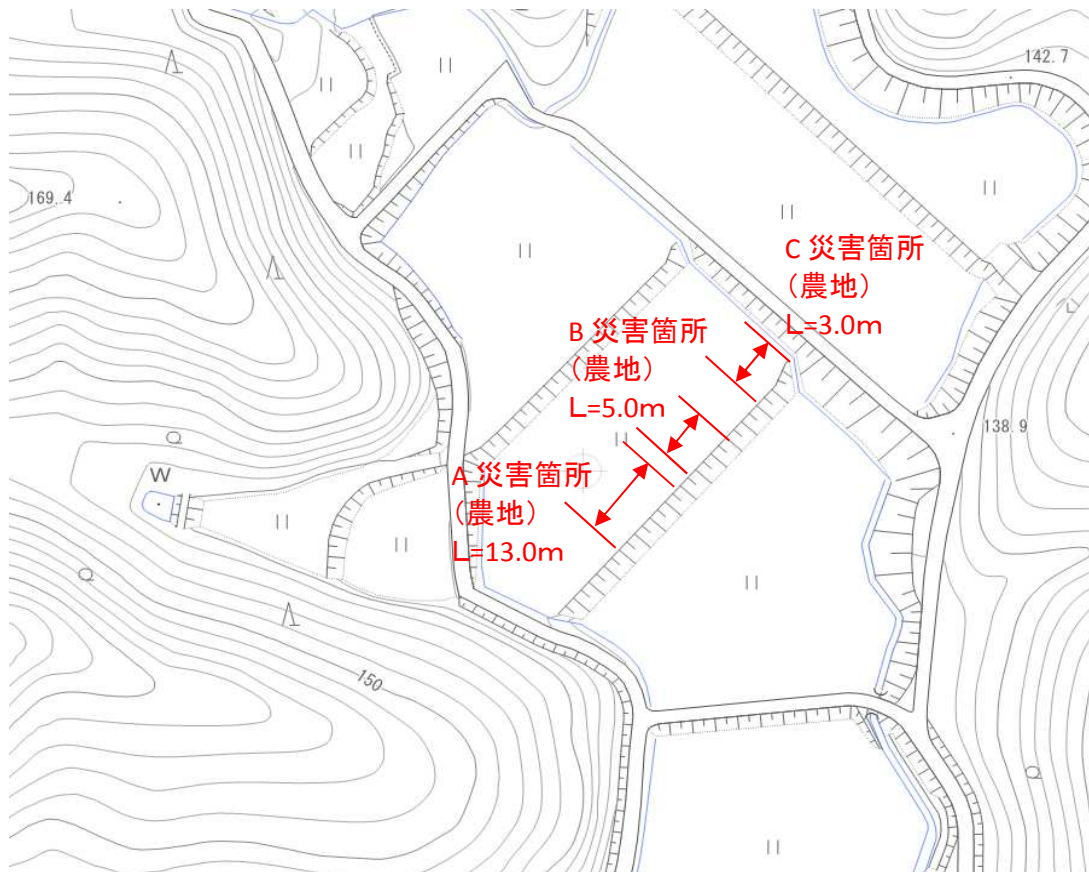 142.7
169.4
C 災害箇所
(農地)
L=3.0m
B 災害箇所
(農地)
L=5.0m
138.9
W
A 災害箇所
(農地)
L=13.0m
150